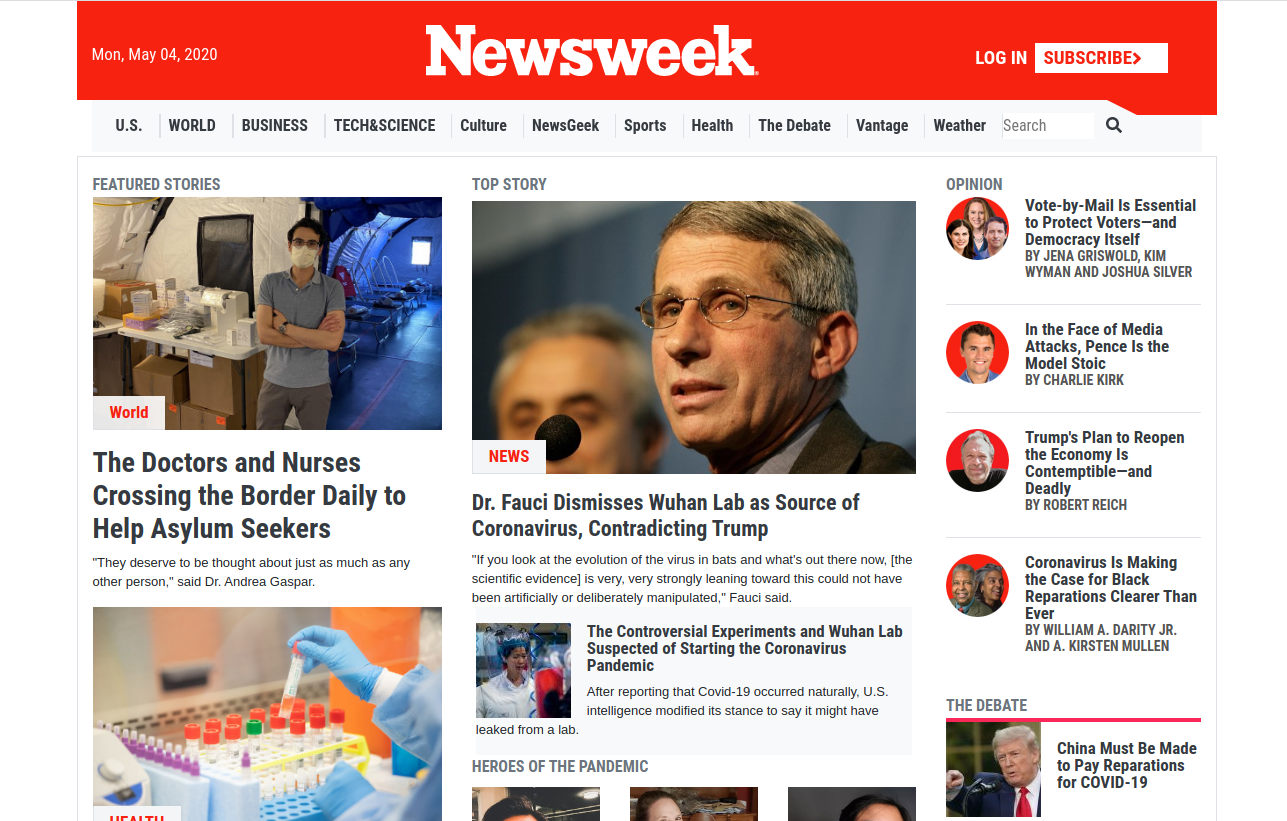 Mon, May 04, 2020
Newsweek
LOG IN
SUBSCRIBE
U.S.
WORLD
BUSINESS
TECH&SCIENCE
Culture
NewsGeek
Sports
Health
The Debate
Vantage
Weather
Search
FEATURED STORIES
World
The Doctors and Nurses
Crossing the Border Daily to
Help Asylum Seekers
"They deserve to be thought about just as much as any
other person," said Dr. Andrea Gaspar.
HEALTH
TOP STORY
NEWS
Dr. Fauci Dismisses Wuhan Lab as Source of
Coronavirus, Contradicting Trump
"If you look at the evolution of the virus in bats and what's out there now, [the
scientific evidence] is very, very strongly leaning toward this could not have
been artificially or deliberately manipulated," Fauci said.
The Controversial Experiments and Wuhan Lab
Suspected of Starting the Coronavirus
Pandemic
After reporting that Covid-19 occurred naturally, U.S.
intelligence modified its stance to say it might have
leaked from a lab.
HEROES OF THE PANDEMIC
OPINION
Vote-by-Mail Is Essential
to Protect Voters—and
Democracy Itself
BY JENA GRISWOLD, KIM
WYMAN AND JOSHUA SILVER
In the Face of Media
Attacks, Pence Is the
Model Stoic
BY CHARLIE KIRK
Trump's Plan to Reopen
the Economy Is
Contemptible—and
Deadly
BY ROBERT REICH
Coronavirus Is Making
the Case for Black
Reparations Clearer Than
Ever
BY WILLIAM A. DARITY JR.
AND A. KIRSTEN MULLEN
THE DEBATE
China Must Be Made
to Pay Reparations
for COVID-19